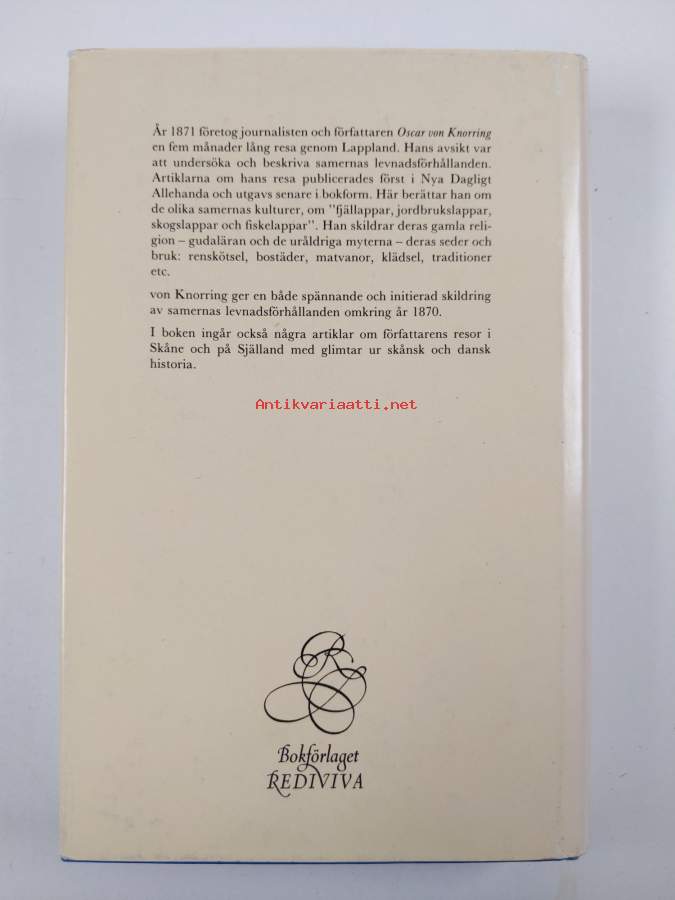 År 1871 företog journalisten och författaren Oscar von Knorring
en fem månader lång resa genom Lappland. Hans avsikt var
att undersöka och beskriva samernas levnadsförhållanden.
Artiklarna om hans resa publicerades först i Nya Dagligt
Allehanda och utgavs senare i bokform. Här berättar han om
de olika samernas kulturer, om "fjällappar, jordbrukslappar,
skogslappar och fiskelappar". Han skildrar deras gamla reli-
gion – gudaläran och de uråldriga myterna – deras seder och
bruk: renskötsel, bostäder, matvanor, klädsel, traditioner
etc.
von Knorring ger en både spännande och initierad skildring
av samernas levnadsförhållanden omkring år 1870.
I boken ingår också några artiklar om författarens resor i
Skåne och på Själland med glimtar ur skånsk och dansk
historia.
Antikvariaatti.net
Bokförlaget
REDIVIVA